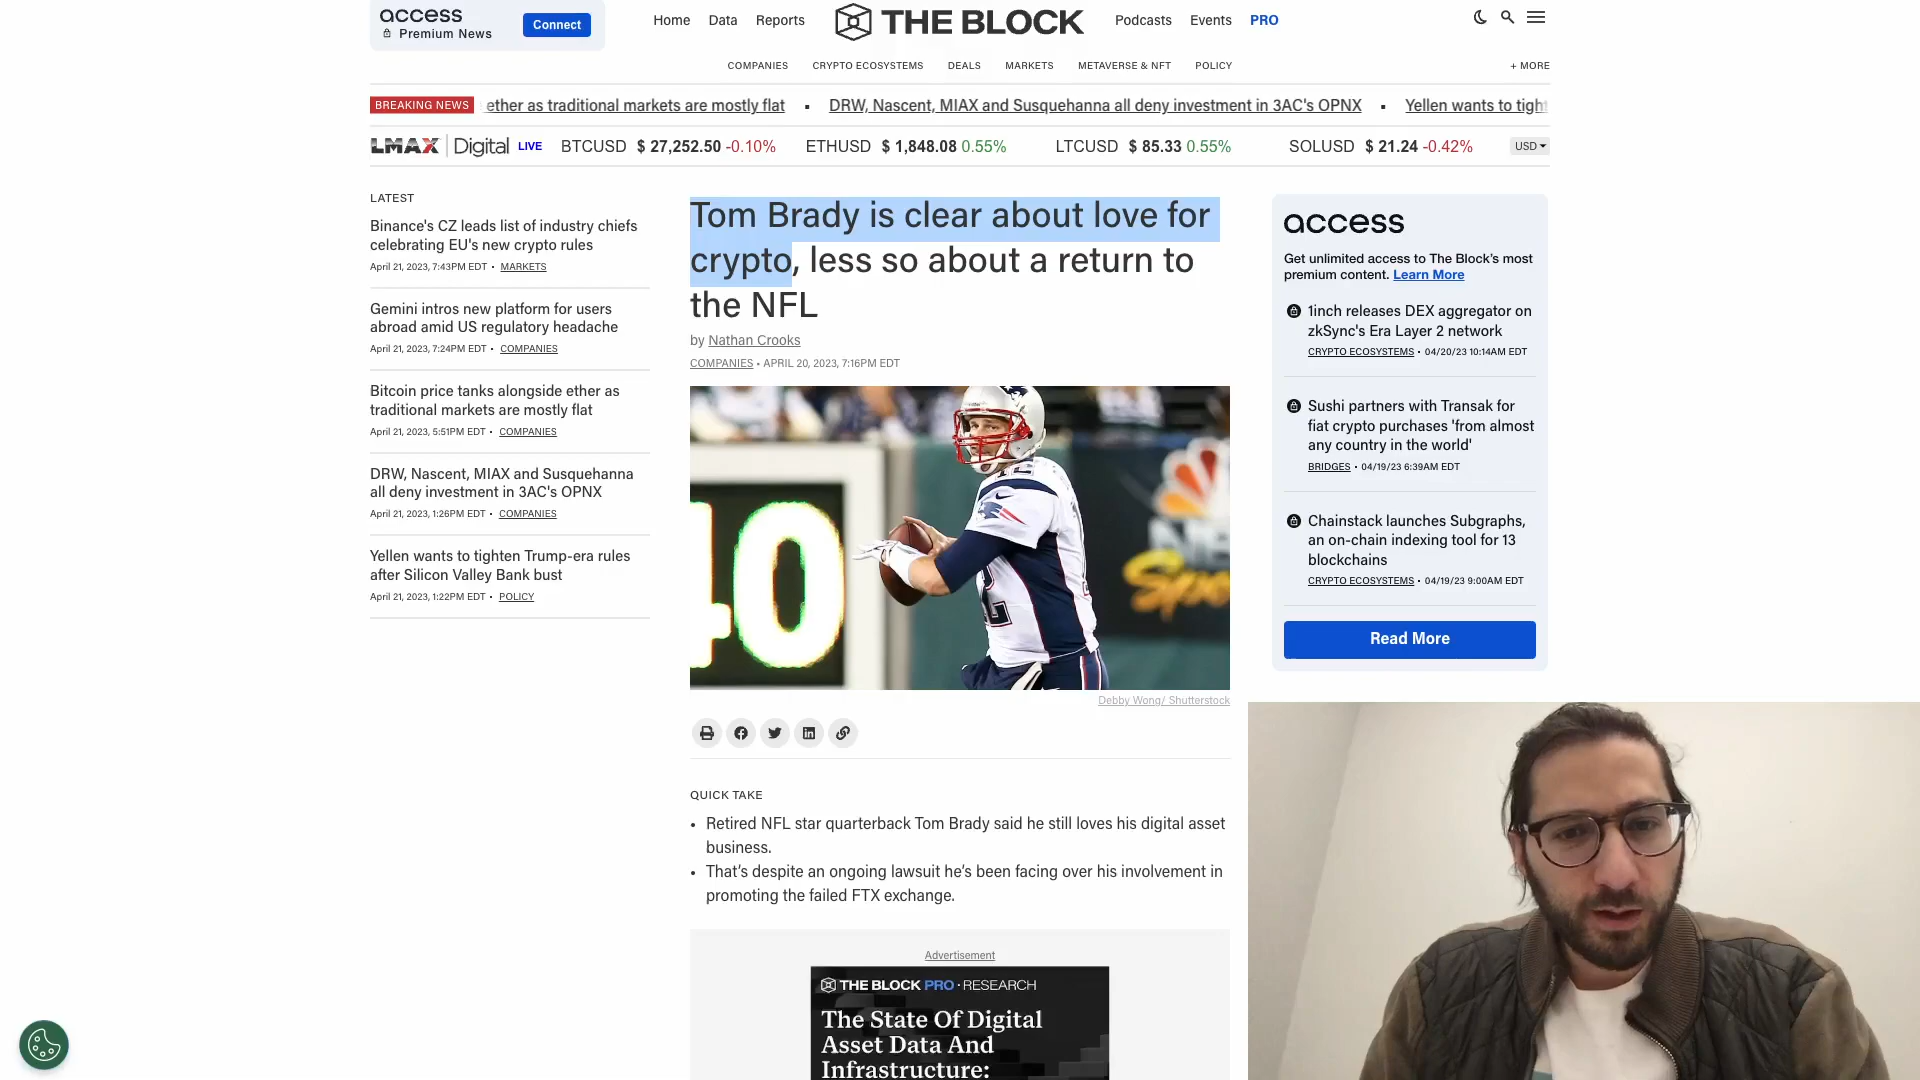 access
Premium News
Connect
Home
Data
Reports
THE BLOCK
Podcasts
Events
PRO
COMPANIES
CRYPTO ECOSYSTEMS
DEALS
MARKETS
METAVERSE & NFT
POLICY
+ MORE
BREAKING NEWS
ether as traditional markets are mostly flat
▪ DRW, Nascent, MIAX and Susquehanna all deny investment in 3AC's OPNX
▪ Yellen wants to tight
LMAX Digital LIVE
BTCUSD $ 27,252.50 -0.10%
ETHUSD $ 1,848.08 0.55%
LTCUSD $ 85.33 0.55%
SOLUSD $ 21.24 -0.42%
USD
LATEST
Binance's CZ leads list of industry chiefs
celebrating EU's new crypto rules
April 21, 2023, 7:43PM EDT • MARKETS
Gemini intros new platform for users
abroad amid US regulatory headache
April 21, 2023, 7:24PM EDT • COMPANIES
Bitcoin price tanks alongside ether as
traditional markets are mostly flat
April 21, 2023, 5:51PM EDT • COMPANIES
DRW, Nascent, MIAX and Susquehanna
all deny investment in 3AC's OPNX
April 21, 2023, 1:26PM EDT • COMPANIES
Yellen wants to tighten Trump-era rules
after Silicon Valley Bank bust
April 21, 2023, 1:22PM EDT • POLICY
Tom Brady is clear about love for
crypto, less so about a return to
the NFL
by Nathan Crooks
COMPANIES • APRIL 20, 2023, 7:16PM EDT
40
Debby Wong/ Shutterstock
QUICK TAKE
• Retired NFL star quarterback Tom Brady said he still loves his digital asset
business.
• That's despite an ongoing lawsuit he's been facing over his involvement in
promoting the failed FTX exchange.
Advertisement
THE BLOCK PRO · RESEARCH
The State Of Digital
Asset Data And
Infrastructure:
access
Get unlimited access to The Block's most
premium content. Learn More
1inch releases DEX aggregator on
zkSync's Era Layer 2 network
CRYPTO ECOSYSTEMS • 04/20/23 10:14AM EDT
Sushi partners with Transak for
fiat crypto purchases 'from almost
any country in the world'
BRIDGES • 04/19/23 6:39AM EDT
Chainstack launches Subgraphs,
an on-chain indexing tool for 13
blockchains
CRYPTO ECOSYSTEMS • 04/19/23 9:00AM EDT
Read More